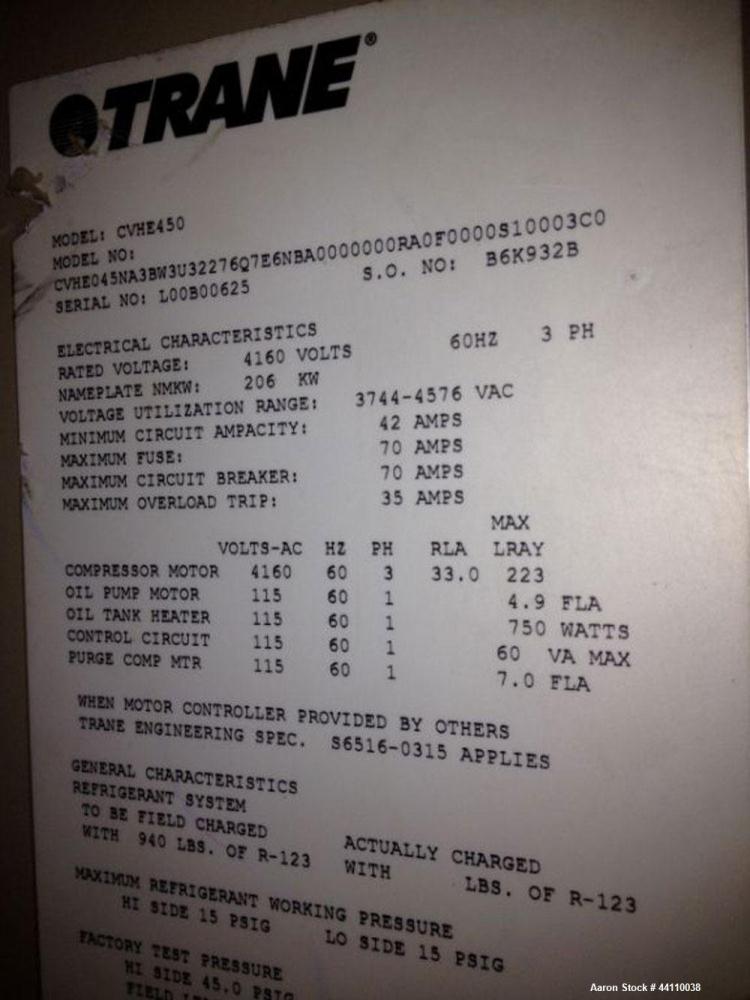 TRANE®
MODEL: CVHE450
MODEL NO:
CVHE045NA3BW3U32276Q7E6NBA0000000RA0F0000S10003C0
SERIAL NO: L00B00625 S.O. NO: B6K932B
ELECTRICAL CHARACTERISTICS
RATED VOLTAGE: 4160 VOLTS 60HZ 3 PH
NAMEPLATE NMKW: 206 KW
VOLTAGE UTILIZATION RANGE: 3744-4576 VAC
MINIMUM CIRCUIT AMPACITY: 42 AMPS
MAXIMUM FUSE: 70 AMPS
MAXIMUM CIRCUIT BREAKER: 70 AMPS
MAXIMUM OVERLOAD TRIP: 35 AMPS
MAX
VOLTS-AC HZ PH RLA LRAY
COMPRESSOR MOTOR 4160 60 3 33.0 223
OIL PUMP MOTOR 115 60 1 4.9 FLA
OIL TANK HEATER 115 60 1 750 WATTS
CONTROL CIRCUIT 115 60 1 60 VA MAX
PURGE COMP MTR 115 60 1 7.0 FLA
WHEN MOTOR CONTROLLER PROVIDED BY OTHERS
TRANE ENGINEERING SPEC. S6516-0315 APPLIES
GENERAL CHARACTERISTICS
REFRIGERANT SYSTEM
TO BE FIELD CHARGED ACTUALLY CHARGED
WITH 940 LBS. OF R-123 WITH LBS. OF R-123
MAXIMUM REFRIGERANT WORKING PRESSURE
HI SIDE 15 PSIG LO SIDE 15 PSIG
FACTORY TEST PRESSURE
HI SIDE 45.0 PSIG
FIELD
Aaron Stock # 44110038